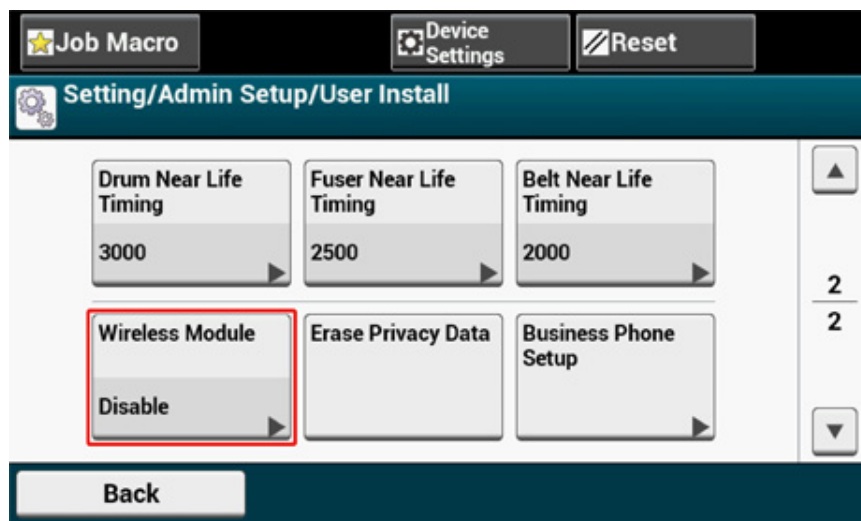 Job Macro
Device
Settings
Reset
Setting/Admin Setup/User Install
Drum Near Life
Timing
3000
Fuser Near Life
Timing
2500
Belt Near Life
Timing
2000
Wireless Module
Disable
Erase Privacy Data
Business Phone
Setup
2
2
Back